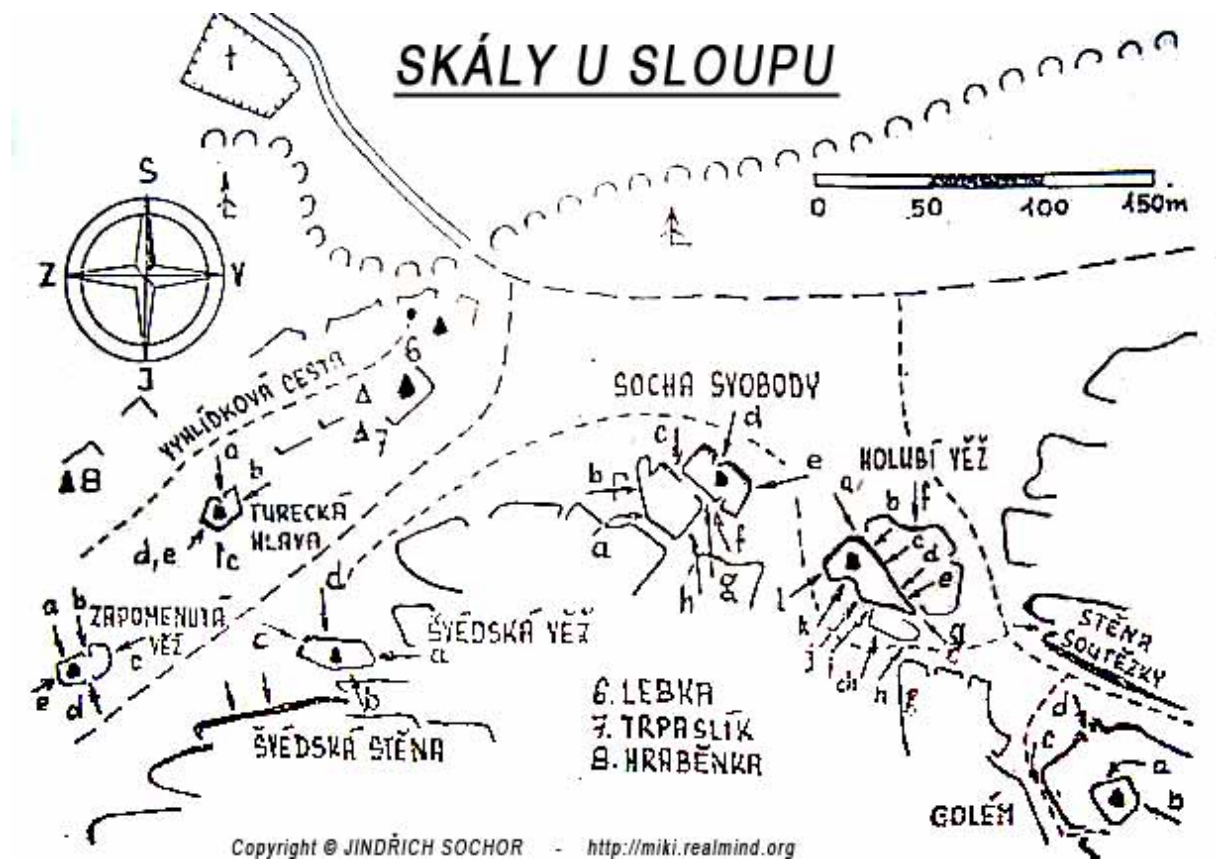 SKÁLY U SLOUPU
S
Z
V
J
0 50 100 150m
VYHLÍDKOVÁ CESTA
6
7
8
a
b
c
d,e
TURECKÁ
HLAVA
SOCHA SVOBODY
a
b
c
d
e
f
g
h
HOLUBÍ VĚŽ
a
b
f
c
d
e
g
h
ch
i
j
k
l
ZAPOMENUTÁ
VĚŽ
a
b
c
d
e
ŠVÉDSKÁ VĚŽ
a
b
c
d
ŠVÉDSKÁ STĚNA
STĚNA
SOUTĚZKY
6. LEBKA
7. TRPASLÍK
8. HRABĚNKA
GOLÉM
a
b
c
d
Copyright © JINDŘICH SOCHOR - http://miki.realmind.org